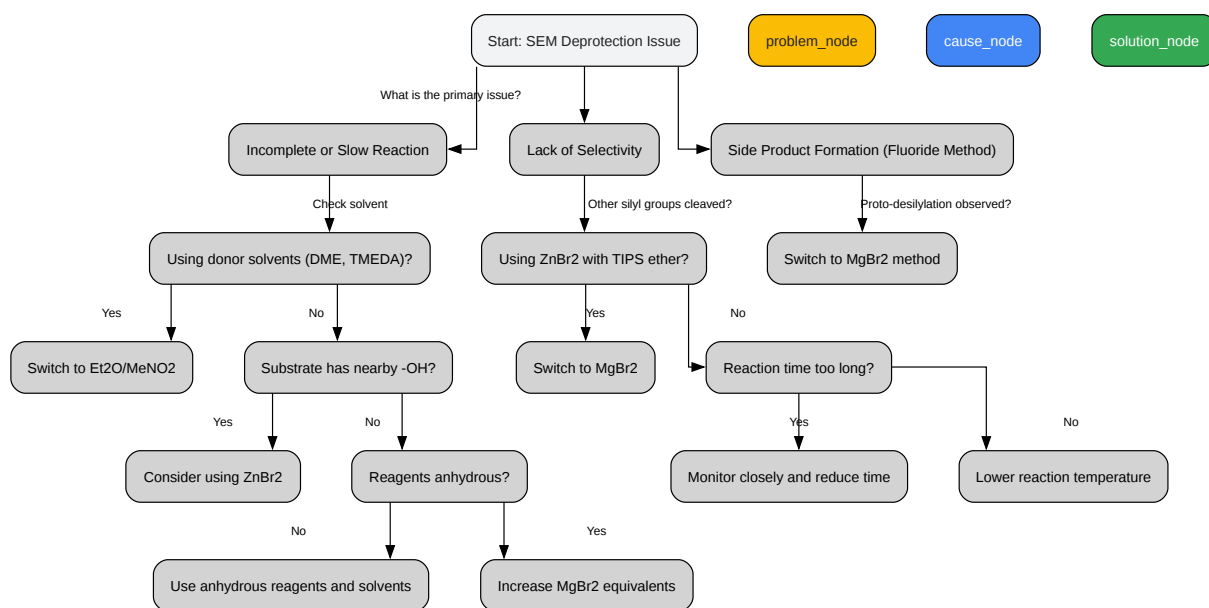 Start: SEM Deprotection Issue
problem_node
cause_node
solution_node
What is the primary issue?
Incomplete or Slow Reaction
Lack of Selectivity
Side Product Formation (Fluoride Method)
Check solvent
Other silyl groups cleaved?
Proto-desilylation observed?
Using donor solvents (DME, TMEDA)?
Using ZnBr2 with TIPS ether?
Switch to MgBr2 method
Yes
No
Yes
No
Switch to Et2O/MeNO2
Substrate has nearby -OH?
Switch to MgBr2
Reaction time too long?
Yes
No
Yes
No
Consider using ZnBr2
Reagents anhydrous?
Monitor closely and reduce time
Lower reaction temperature
No
Yes
Use anhydrous reagents and solvents
Increase MgBr2 equivalents